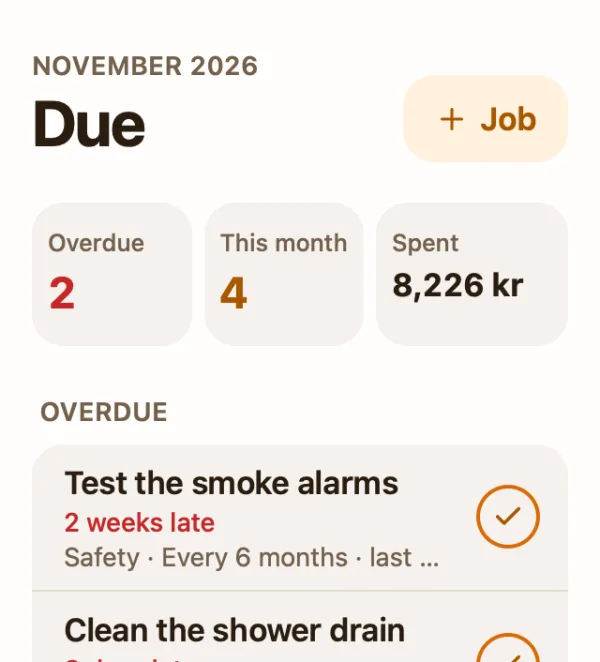 NOVEMBER 2026
Due
+ Job
Overdue
2
This month
4
Spent
8,226 kr
OVERDUE
Test the smoke alarms
2 weeks late
Safety · Every 6 months · last ...
Clean the shower drain